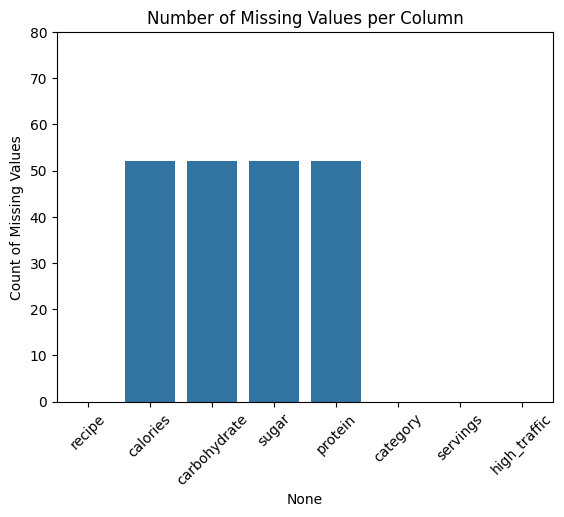 Number of Missing Values per Column
Count of Missing Values
80
70
60
50
40
30
20
10
0
recipe
calories
carbohydrate
sugar
protein
category
servings
high_traffic
None